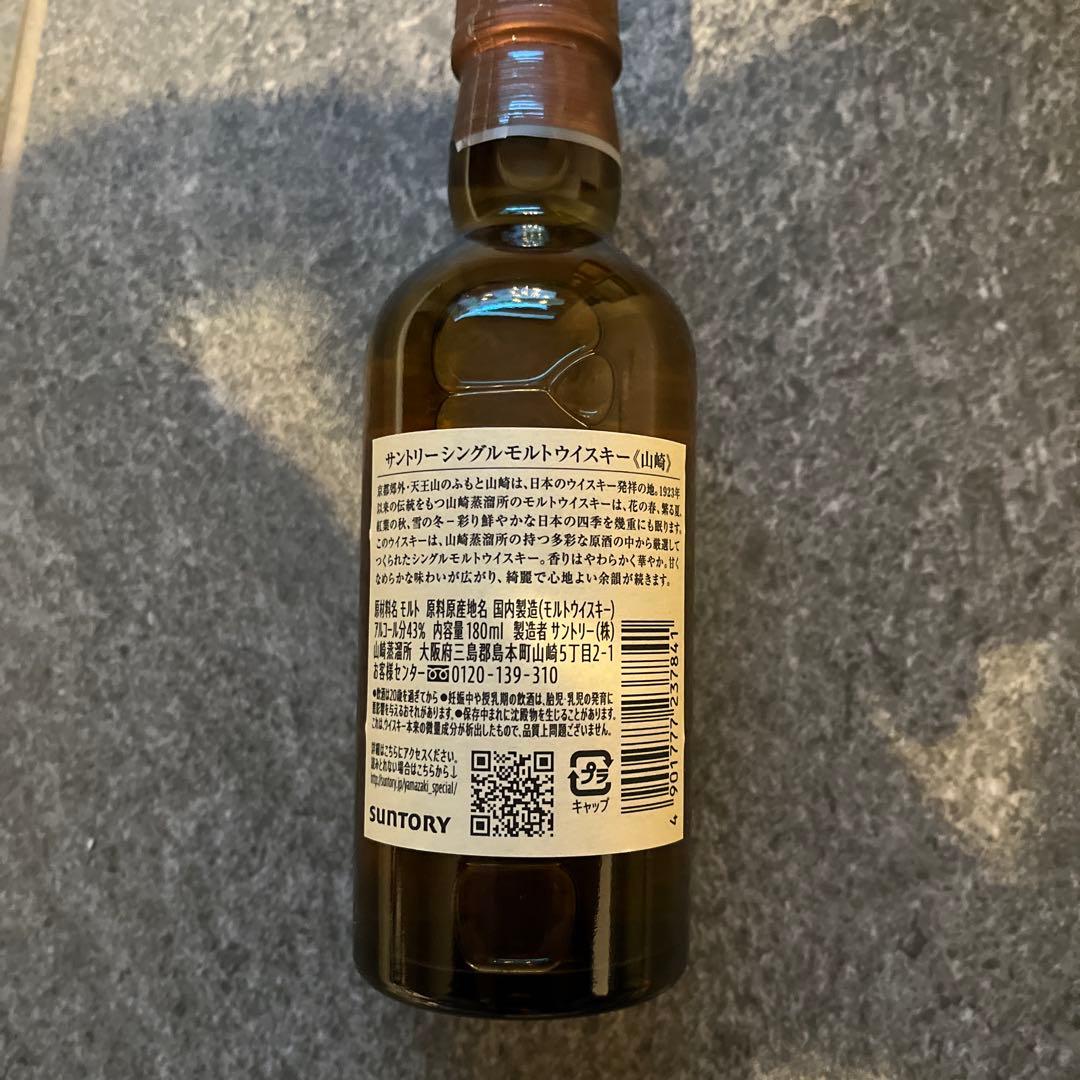 サントリーシングルモルトウイスキー《山崎》
京都郊外・天王山のふもと山崎は、日本のウイスキー発祥の地。1923年
以来の伝統をもつ山崎蒸溜所のモルトウイスキーは、花の春、繁る夏、
紅葉の秋、雪の冬－彩り鮮やかな日本の四季を幾重にも眠ります。
このウイスキーは、山崎蒸溜所の持つ多彩な原酒の中から厳選して
つくられたシングルモルトウイスキー。香りはやわらかく華やか。甘く
なめらかな味わいが広がり、綺麗で心地よい余韻が続きます。
原材料名 モルト 原料原産地名 国内製造(モルトウイスキー)
アルコール分43% 内容量180ml 製造者 サントリー(株)
山崎蒸溜所 大阪府三島郡島本町山崎5丁目2-1
お客様センター 0120-139-310
●飲酒は20歳を過ぎてから ●妊娠中や授乳期の飲酒は、胎児・乳児の発育に
悪影響を与えるおそれがあります。●保存中まれに沈殿物を生じることがあります。
これは、ウイスキー本来の微量成分が析出したもので、品質上問題ございません。
詳細はこちらにアクセスください。
読みとれない場合はこちらから↓
http://suntory.jp/yamazaki_special/
SUNTORY
プラ
キャップ
4 901777 237841